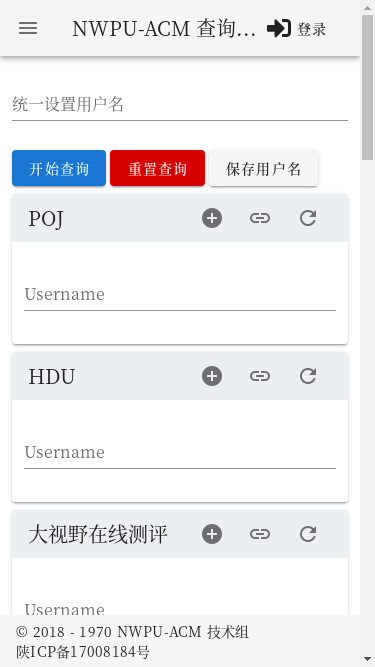 NWPU-ACM 查询... 登录
统一设置用户名
开始查询 重置查询 保存用户名
POJ
Username
HDU
Username
大视野在线测评
Username
© 2018 - 1970 NWPU-ACM 技术组
陕ICP备17008184号